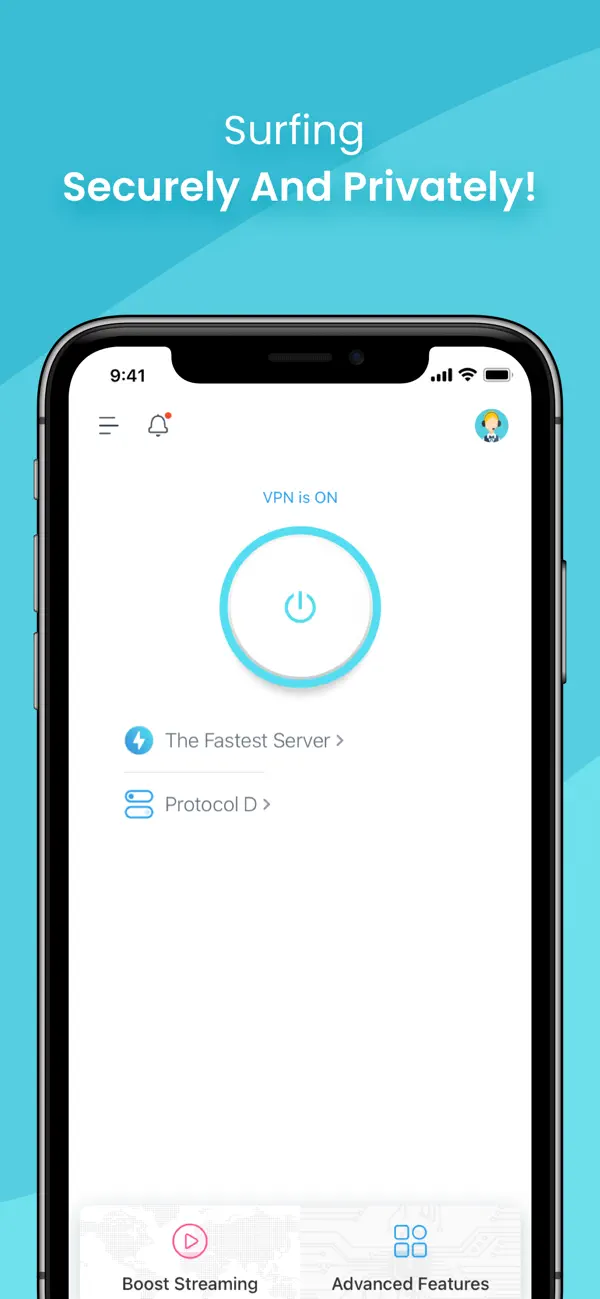 Surfing
Securely And Privately!
9:41
VPN is ON
The Fastest Server
Protocol D
Boost Streaming
Advanced Features